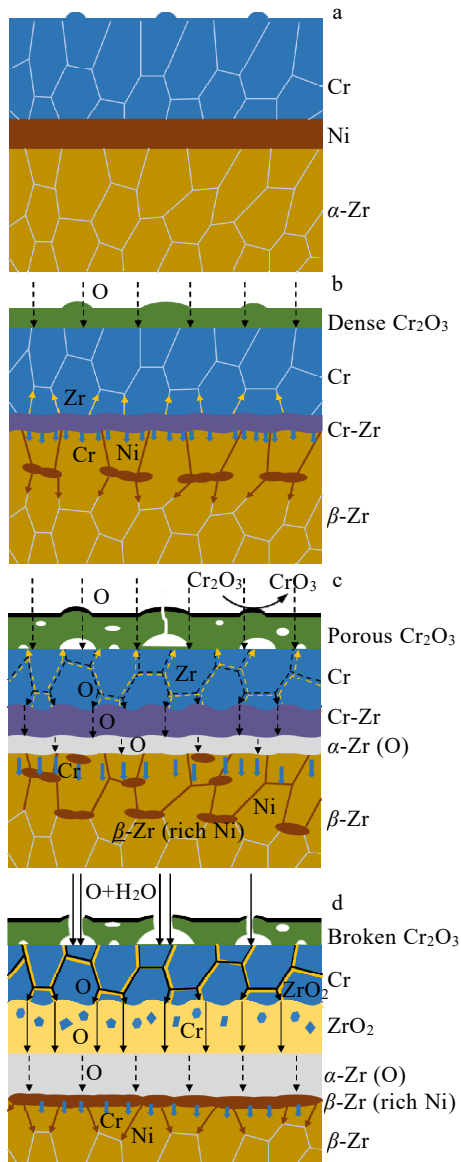 a
Cr
Ni
α-Zr
b
O
Dense Cr₂O₃
Cr
Zr
Cr-Zr
Cr Ni
β-Zr
Cr₂O₃ CrO₃
c
O
Porous Cr₂O₃
Zr
Cr
O
O
Cr-Zr
O
α-Zr (O)
Cr
Ni
β-Zr
β-Zr (rich Ni)
d
O+H₂O
Broken Cr₂O₃
Cr
O
ZrO₂
ZrO₂
O Cr
O
α-Zr (O)
β-Zr (rich Ni)
Cr
Ni
β-Zr